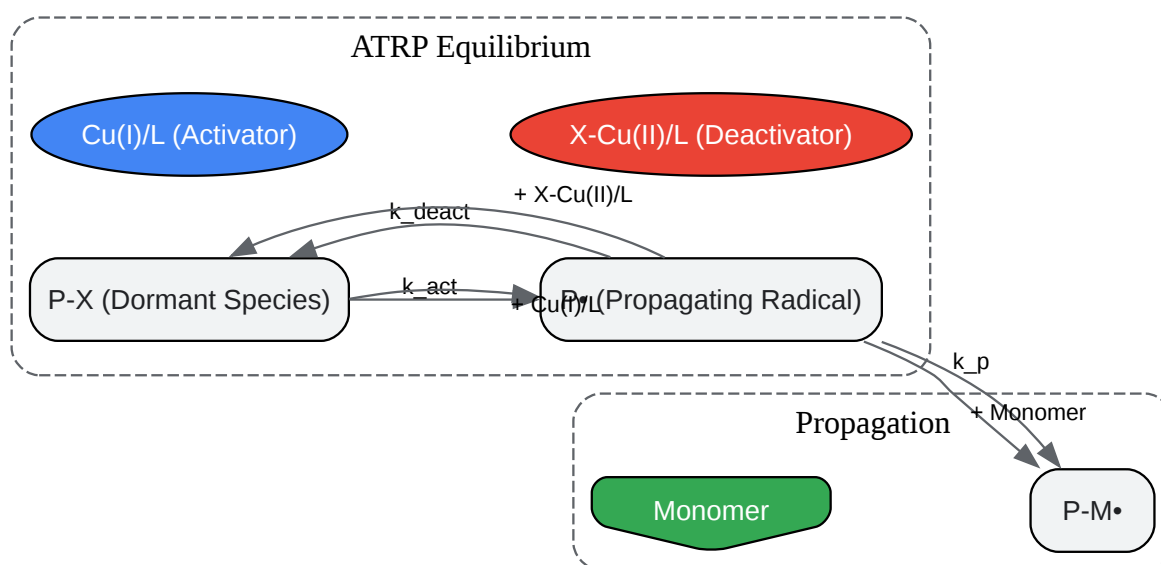 ATRP Equilibrium
Cu(I)/L (Activator)
X-Cu(II)/L (Deactivator)
+ X-Cu(II)/L
k_deact
P-X (Dormant Species)
k_act
+ Cu(I)/L
P• (Propagating Radical)
k_p
+ Monomer
Propagation
Monomer
P-M•